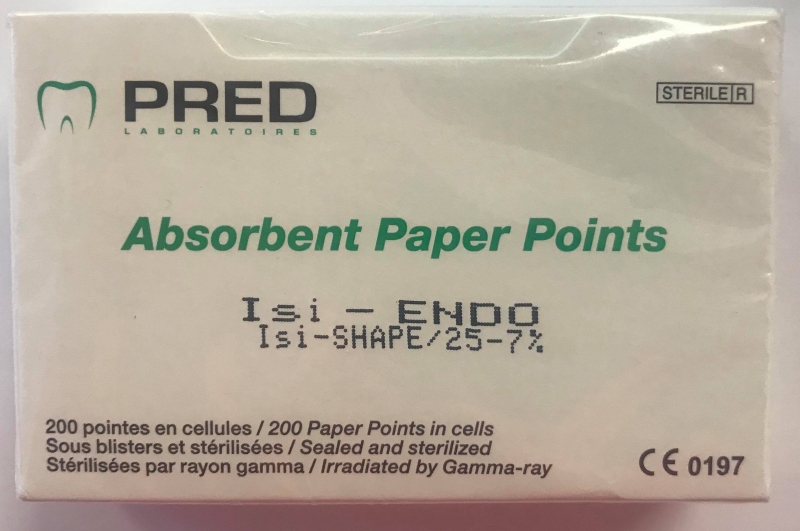 PRED
LABORATOIRES
STERILE R
Absorbent Paper Points
Isi - ENDO
Isi-SHAPE/25-7%
200 pointes en cellules / 200 Paper Points in cells
Sous blisters et stérilisées / Sealed and sterilized
Stérilisées par rayon gamma / Irradiated by Gamma-ray
CE 0197